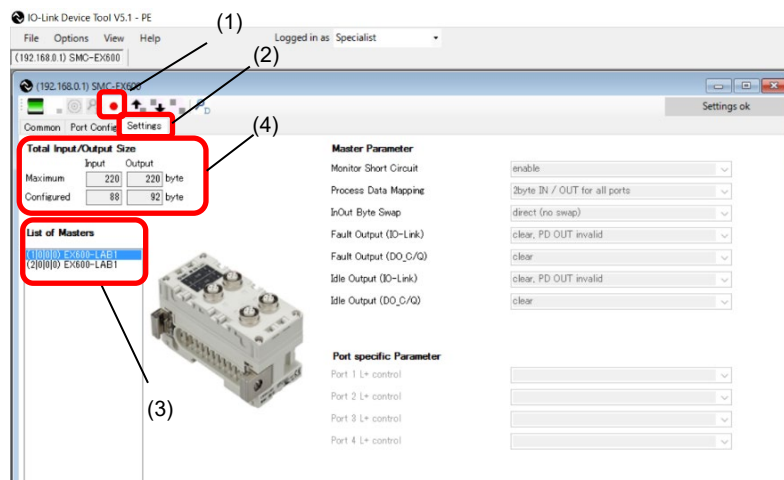 IO-Link Device Tool V5.1 - PE
(1)
File Options View Help Logged in as Specialist
(2)
(192.168.0.1) SMC-EX600
(192.168.0.1) SMC-EX600
Settings ok
Common Port Config Settings
(4)
Total Input/Output Size
Input Output
Maximum 220 220 byte
Configured 88 92 byte
List of Masters
(1|0|0|0) EX600-LAB1
(2|0|0|0) EX600-LAB1
(3)
Master Parameter
Monitor Short Circuit enable
Process Data Mapping 2byte IN / OUT for all ports
InOut Byte Swap direct (no swap)
Fault Output (IO-Link) clear, PD OUT invalid
Fault Output (DO_C/Q) clear
Idle Output (IO-Link) clear, PD OUT invalid
Idle Output (DO_C/Q) clear
Port specific Parameter
Port 1 L+ control
Port 2 L+ control
Port 3 L+ control
Port 4 L+ control